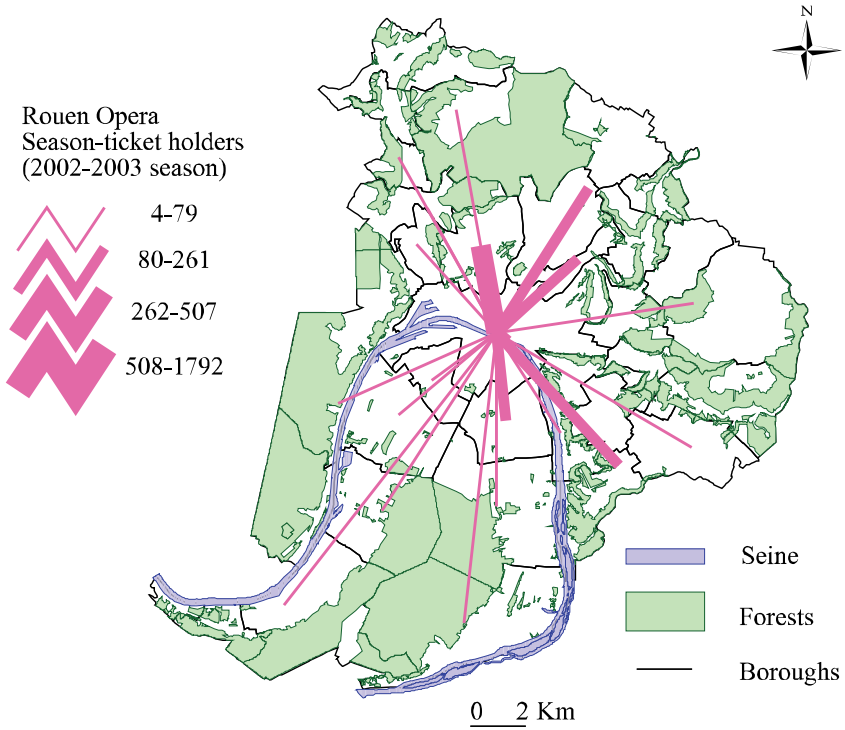 N
Rouen Opera
Season-ticket holders
(2002-2003 season)
4-79
80-261
262-507
508-1792
Seine
Forests
Boroughs
0 2 Km